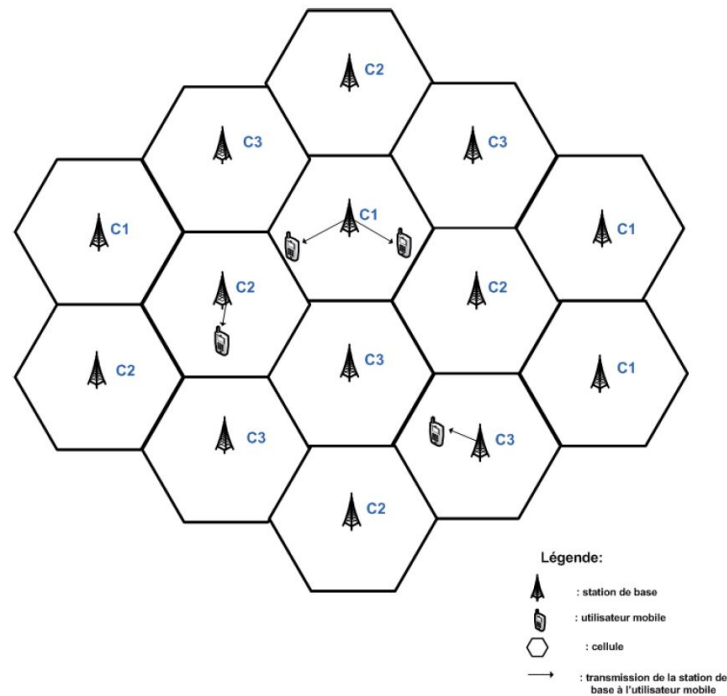 C2
C3
C3
C1
C1
C1
C2
C2
C2
C3
C1
C3
C3
C2
Légende:
: station de base
: utilisateur mobile
: cellule
: transmission de la station de
base à l'utilisateur mobile